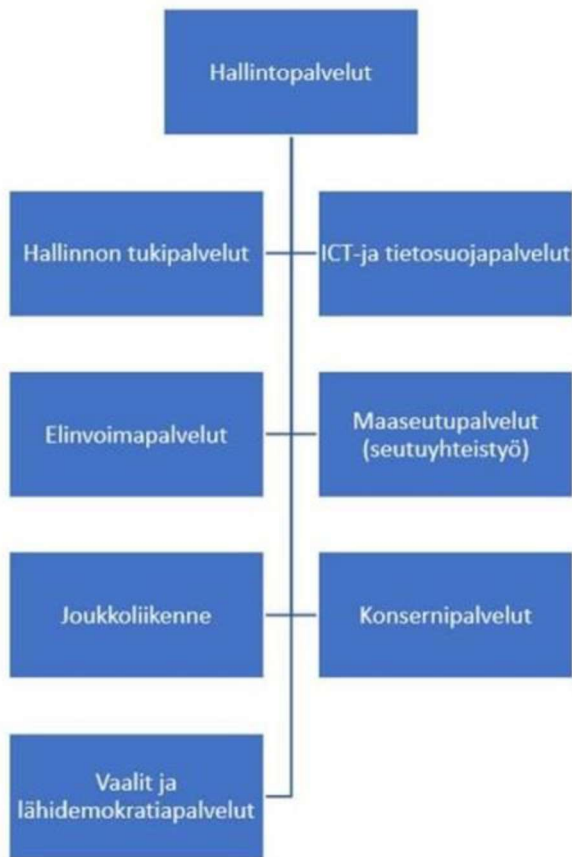 Hallintopalvelut
Hallinnon tukipalvelut
ICT-ja tietosuojapalvelut
Elinvoimapalvelut
Maaseutupalvelut
(seutuyhteistyö)
Joukkoliikenne
Konsernipalvelut
Vaalit ja
lähidemokratiapalvelut